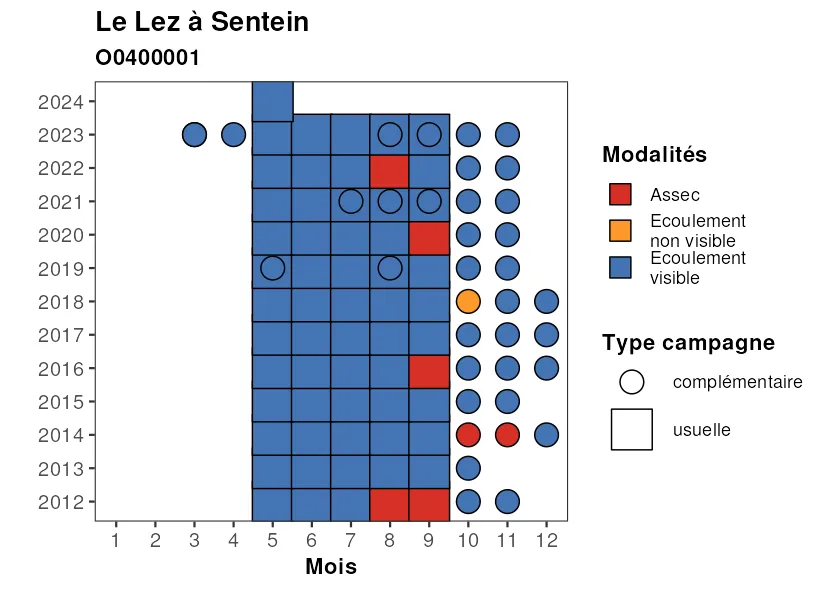 Le Lez à Sentein
O0400001
2024
2023
2022
2021
2020
2019
2018
2017
2016
2015
2014
2013
2012
1 2 3 4 5 6 7 8 9 10 11 12
Mois
Modalités
Assec
Ecoulement
non visible
Ecoulement
visible
Type campagne
complémentaire
usuelle